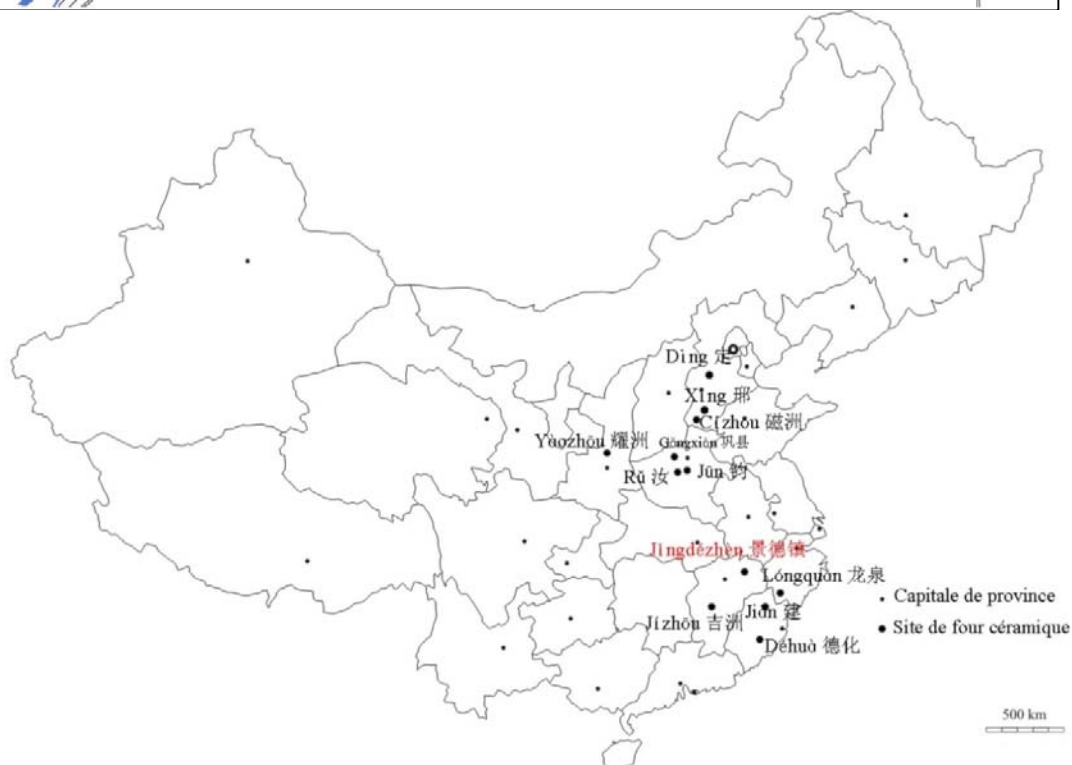 Dìng 定
Xíng 邢
Cízhōu 磁洲
Yàozhōu 耀洲
Gǒngxiàn 巩县
Rǔ 汝
Jūn 钧
Jǐngdézhèn 景德镇
Lóngquán 龙泉
Capitale de province
Jiàn 建
Jízhōu 吉洲
Site de four céramique
Déhuà 德化
500 km